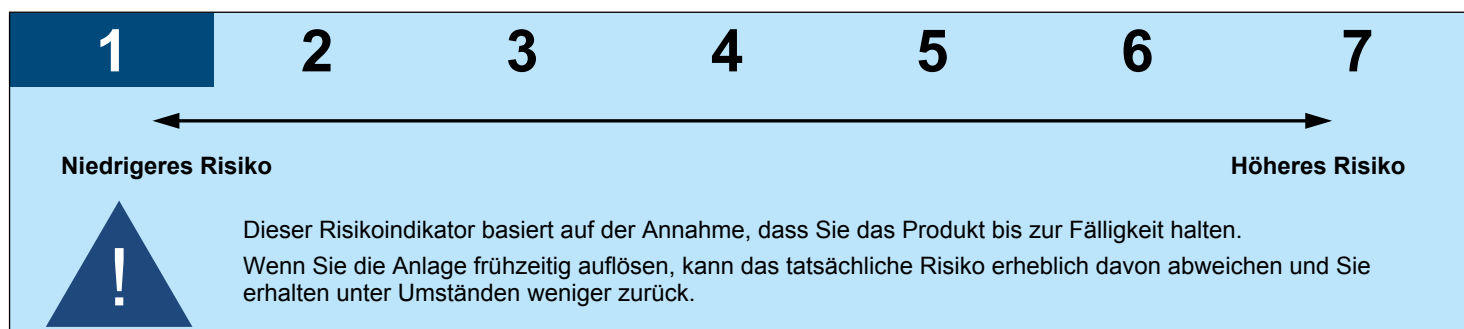 1 2 3 4 5 6 7
Niedrigeres Risiko Höheres Risiko
!
Dieser Risikoindikator basiert auf der Annahme, dass Sie das Produkt bis zur Fälligkeit halten.
Wenn Sie die Anlage frühzeitig auflösen, kann das tatsächliche Risiko erheblich davon abweichen und Sie
erhalten unter Umständen weniger zurück.